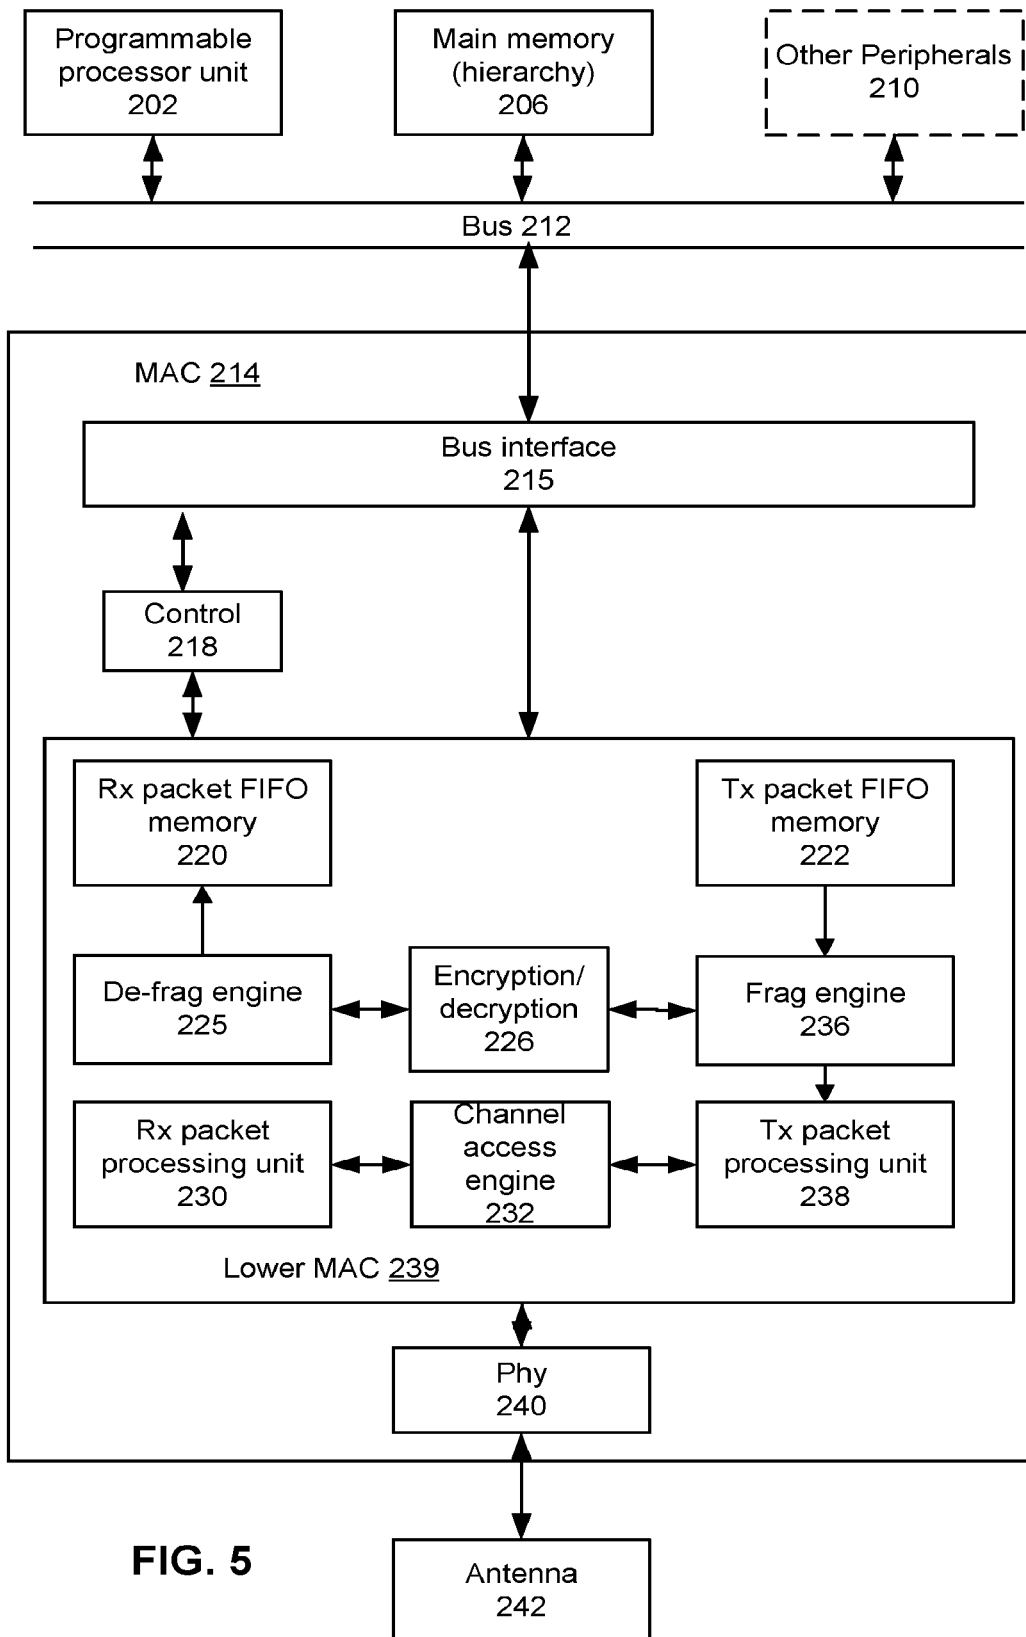 Programmable
processor unit
202
Main memory
(hierarchy)
206
Other Peripherals
210
Bus 212
MAC 214
Bus interface
215
Control
218
Rx packet FIFO
memory
220
Tx packet FIFO
memory
222
De-frag engine
225
Encryption/
decryption
226
Frag engine
236
Rx packet
processing unit
230
Channel
access
engine
232
Tx packet
processing unit
238
Lower MAC 239
Phy
240
FIG. 5
Antenna
242